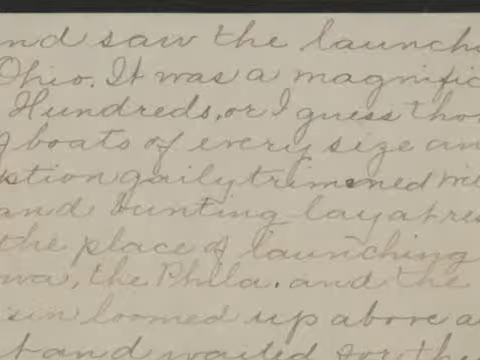 nd saw the launch
Ohio. It was a magnific
Hundreds, or I guess tho
g boats of every size an
ption gaily trimmed wi
and bunting lay at res
the place of launching
wa, the Phila. and the
sin loomed up above a
t and waited for the